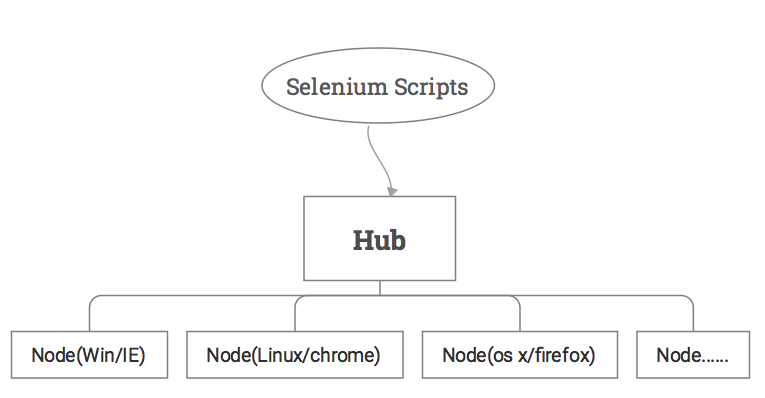 Selenium Scripts
Hub
Node(Win/IE)
Node(Linux/chrome)
Node(os x/firefox)
Node......